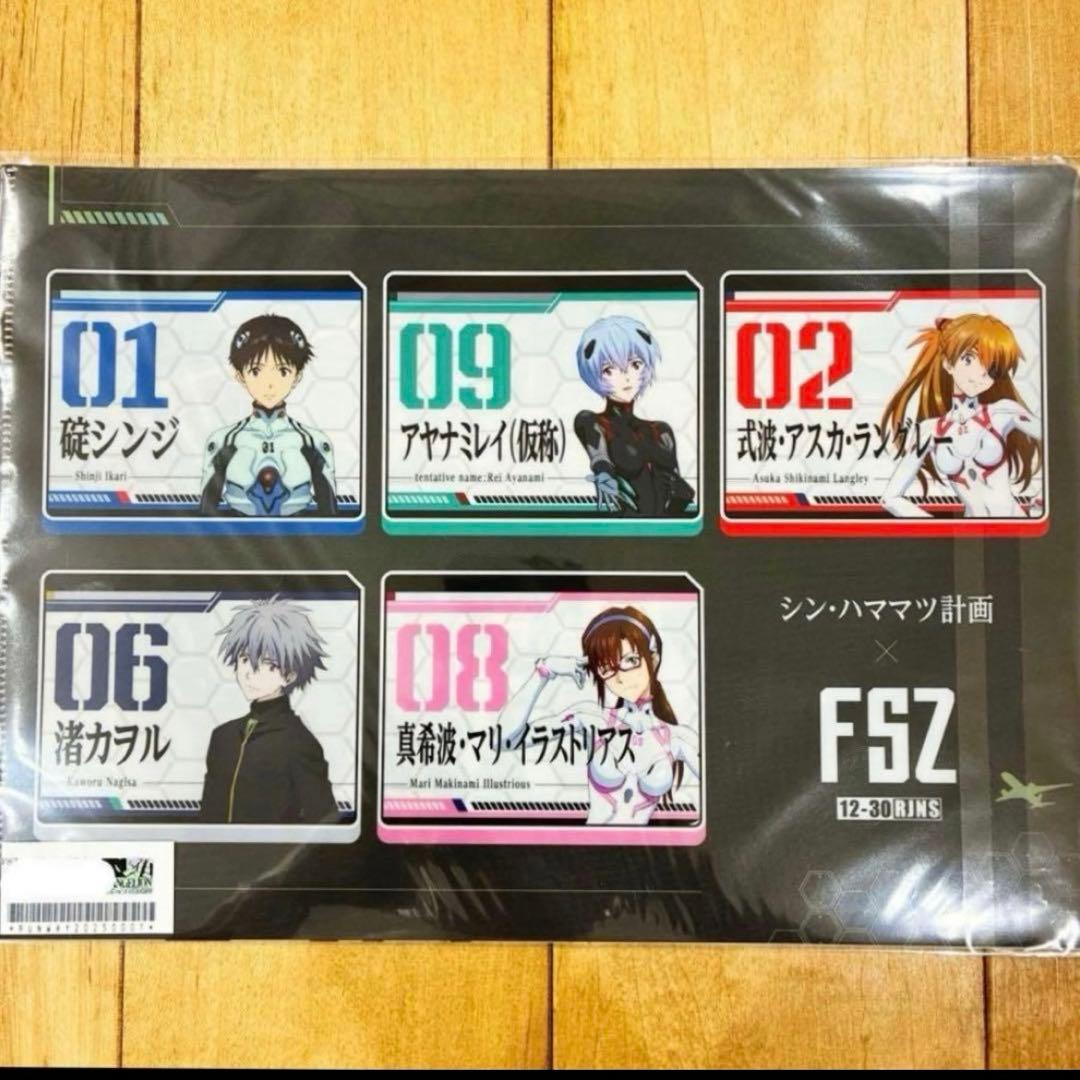 01
碇シンジ
Shinji Ikari
09
アヤナミレイ(仮称)
tentative name:Rei Ayanami
02
式波・アスカ・ラングレー
Asuka Shikinami Langley
06
渚カヲル
Kaworu Nagisa
08
真希波・マリ・イラストリアス
Mari Makinami Illustrious
シン・ハママツ計画
×
FSZ
12-30 RJNS
*RUNWAY20250007*